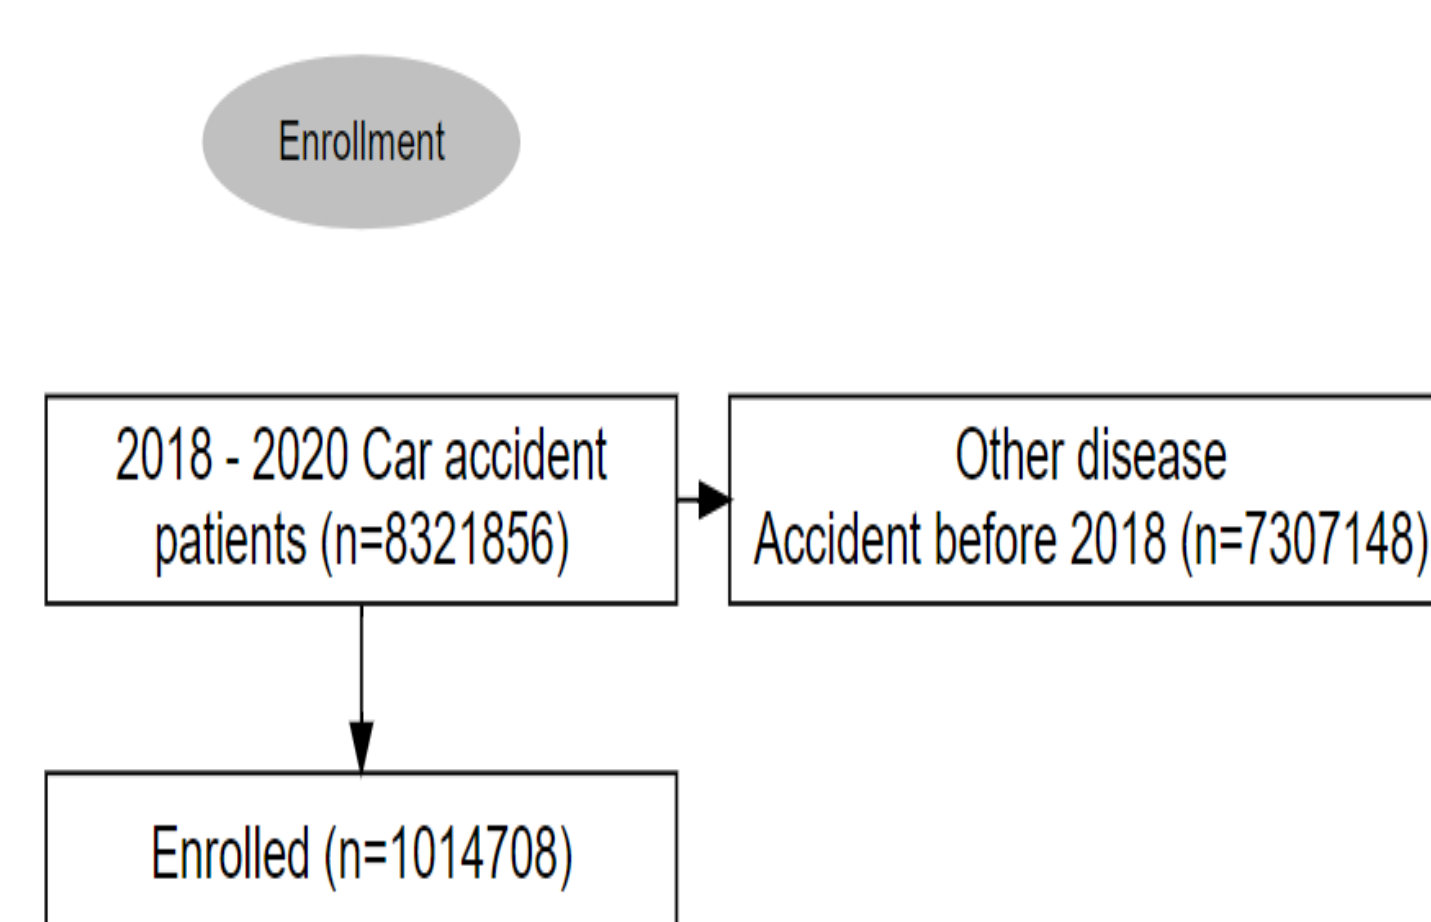 Enrollment
2018 - 2020 Car accident
patients (n=8321856)
Other disease
Accident before 2018 (n=7307148)
Enrolled (n=1014708)